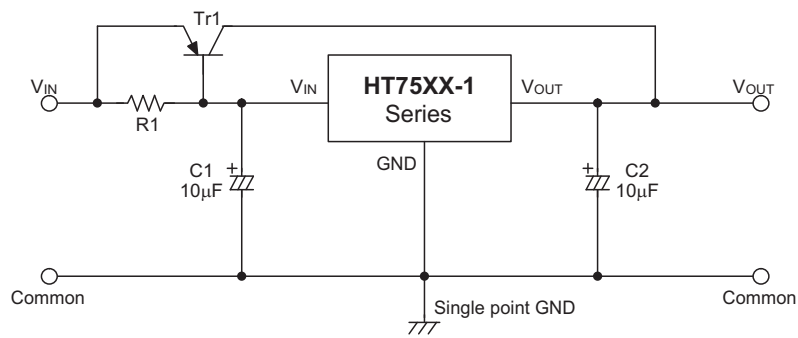 Tr1
VIN
R1
VIN
HT75XX-1
Series
VOUT
VOUT
GND
C1
10μF
C2
10μF
Common
Single point GND
Common